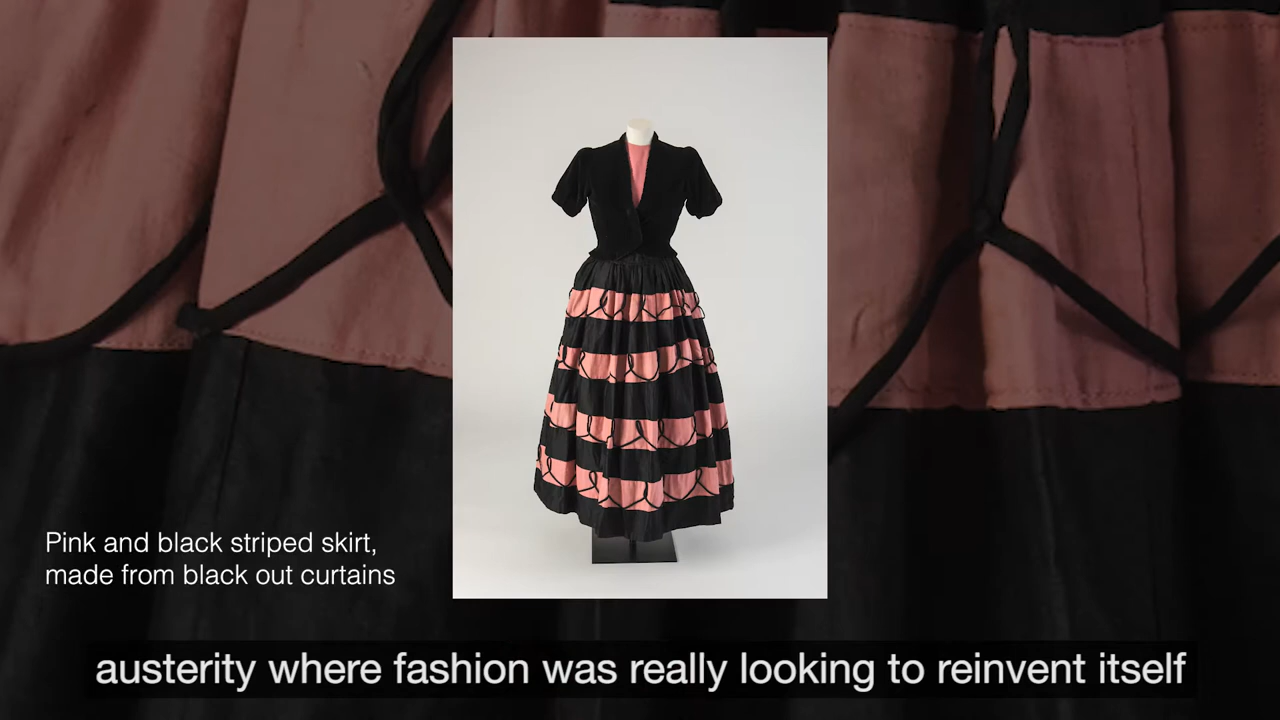 Pink and black striped skirt,
made from black out curtains
austerity where fashion was really looking to reinvent itself